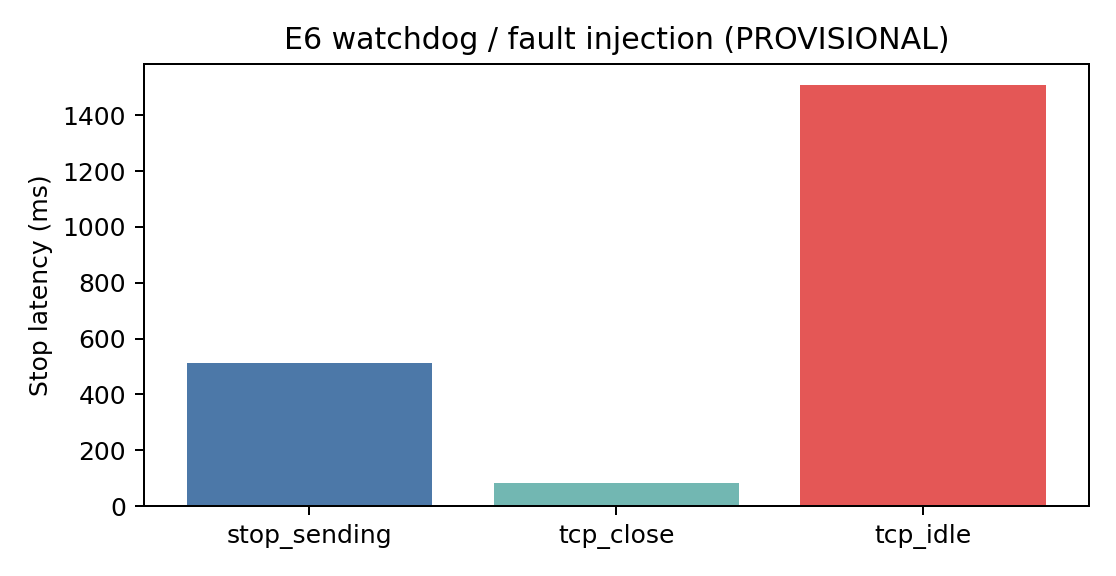 E6 watchdog / fault injection (PROVISIONAL)
Stop latency (ms)
1400
1200
1000
800
600
400
200
0
stop_sending
tcp_close
tcp_idle